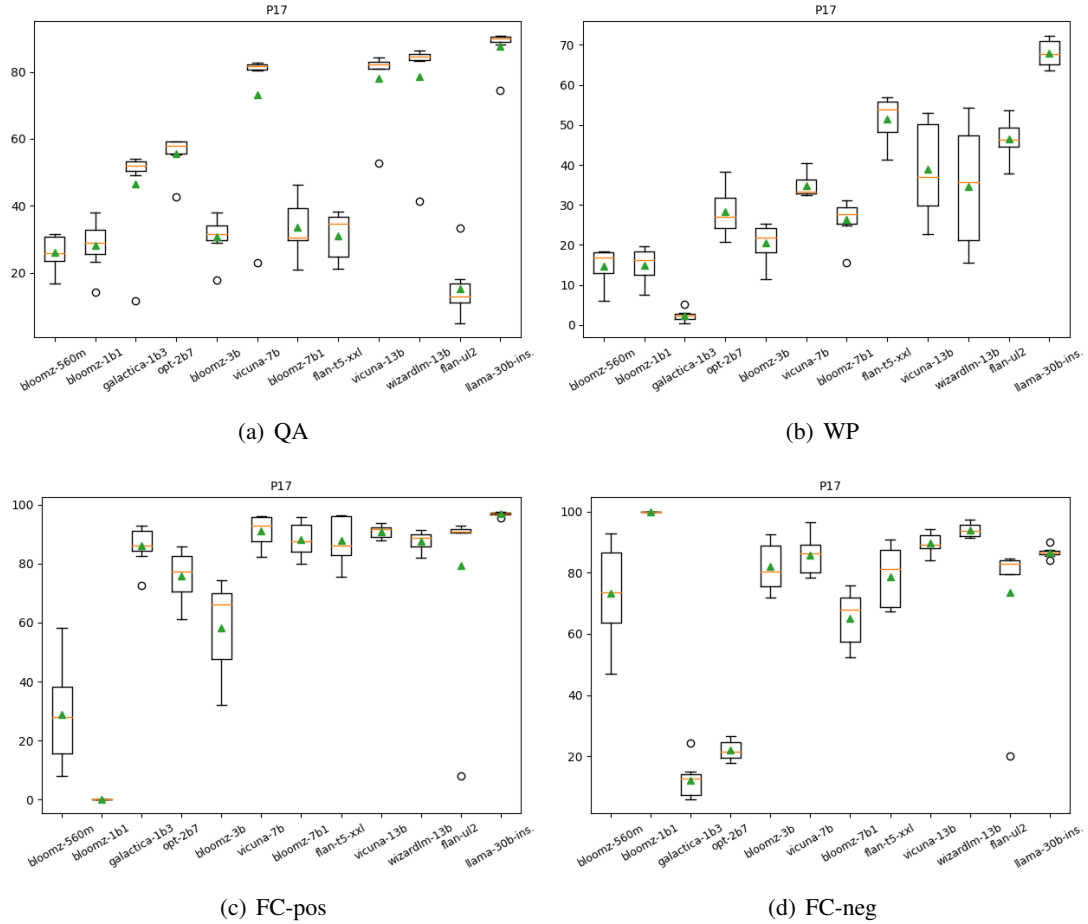 P17
80
60
40
20
bloomz-560m
bloomz-1b1
galactica-1b3
opt-2b7
bloomz-3b
vicuna-7b
bloomz-7b1
flan-t5-xxl
vicuna-13b
wizardlm-13b
flan-ul2
llama-30b-ins.
(a) QA
P17
70
60
50
40
30
20
10
0
bloomz-560m
bloomz-1b1
galactica-1b3
opt-2b7
bloomz-3b
vicuna-7b
bloomz-7b1
flan-t5-xxl
vicuna-13b
wizardlm-13b
flan-ul2
llama-30b-ins.
(b) WP
P17
100
80
60
40
20
0
bloomz-560m
bloomz-1b1
galactica-1b3
opt-2b7
bloomz-3b
vicuna-7b
bloomz-7b1
flan-t5-xxl
vicuna-13b
wizardlm-13b
flan-ul2
llama-30b-ins.
(c) FC-pos
P17
100
80
60
40
20
bloomz-560m
bloomz-1b1
galactica-1b3
opt-2b7
bloomz-3b
vicuna-7b
bloomz-7b1
flan-t5-xxl
vicuna-13b
wizardlm-13b
flan-ul2
llama-30b-ins.
(d) FC-neg